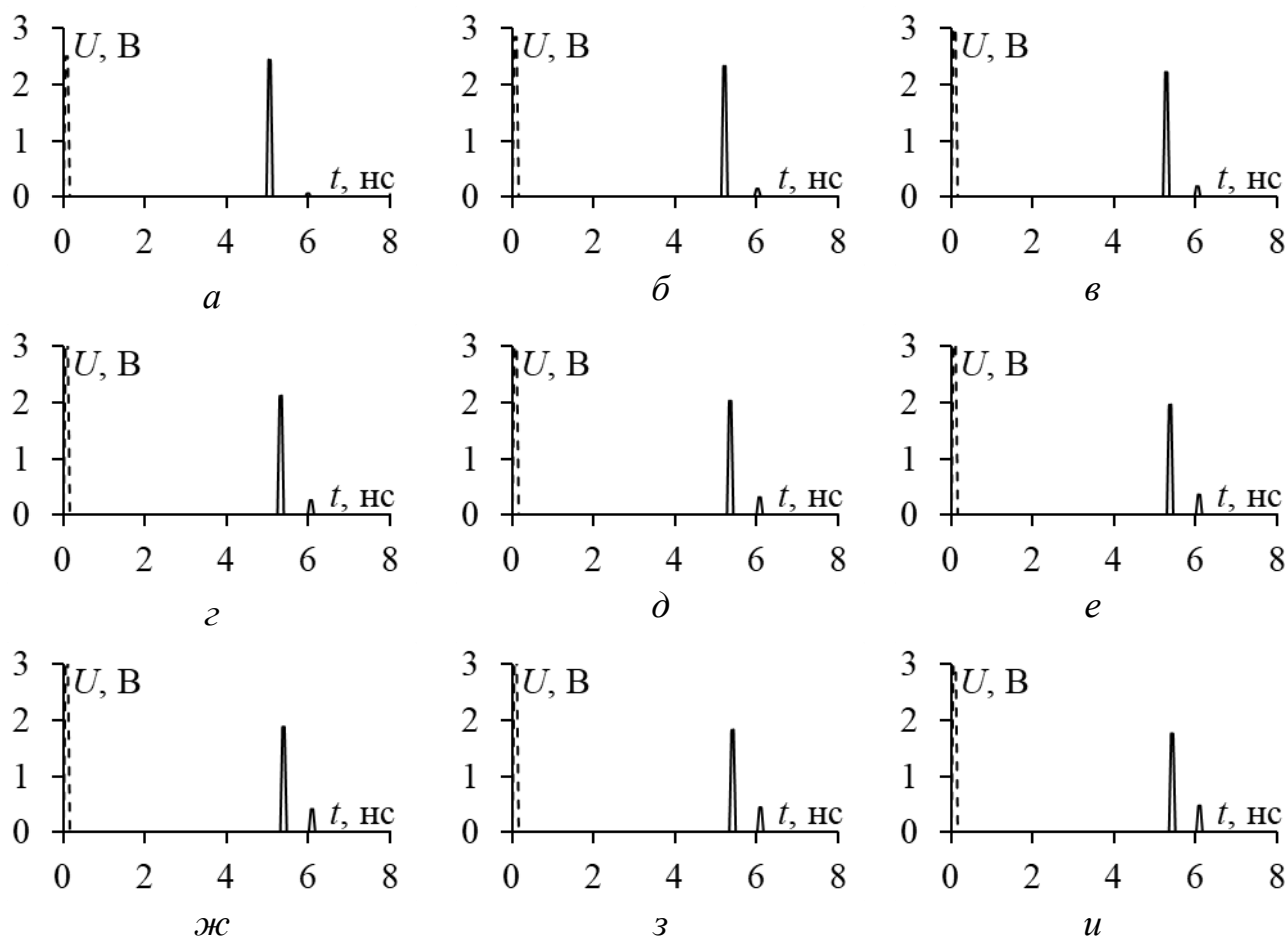 3 U, В 3 U, В 3 U, В
2 2 2
1 t, нс 1 t, нс 1 t, нс
0 0 0
0 2 4 6 8 0 2 4 6 8 0 2 4 6 8
а б в
3 U, В 3 U, В 3 U, В
2 2 2
1 t, нс 1 t, нс 1 t, нс
0 0 0
0 2 4 6 8 0 2 4 6 8 0 2 4 6 8
г д е
3 U, В 3 U, В 3 U, В
2 2 2
1 t, нс 1 t, нс 1 t, нс
0 0 0
0 2 4 6 8 0 2 4 6 8 0 2 4 6 8
ж з и